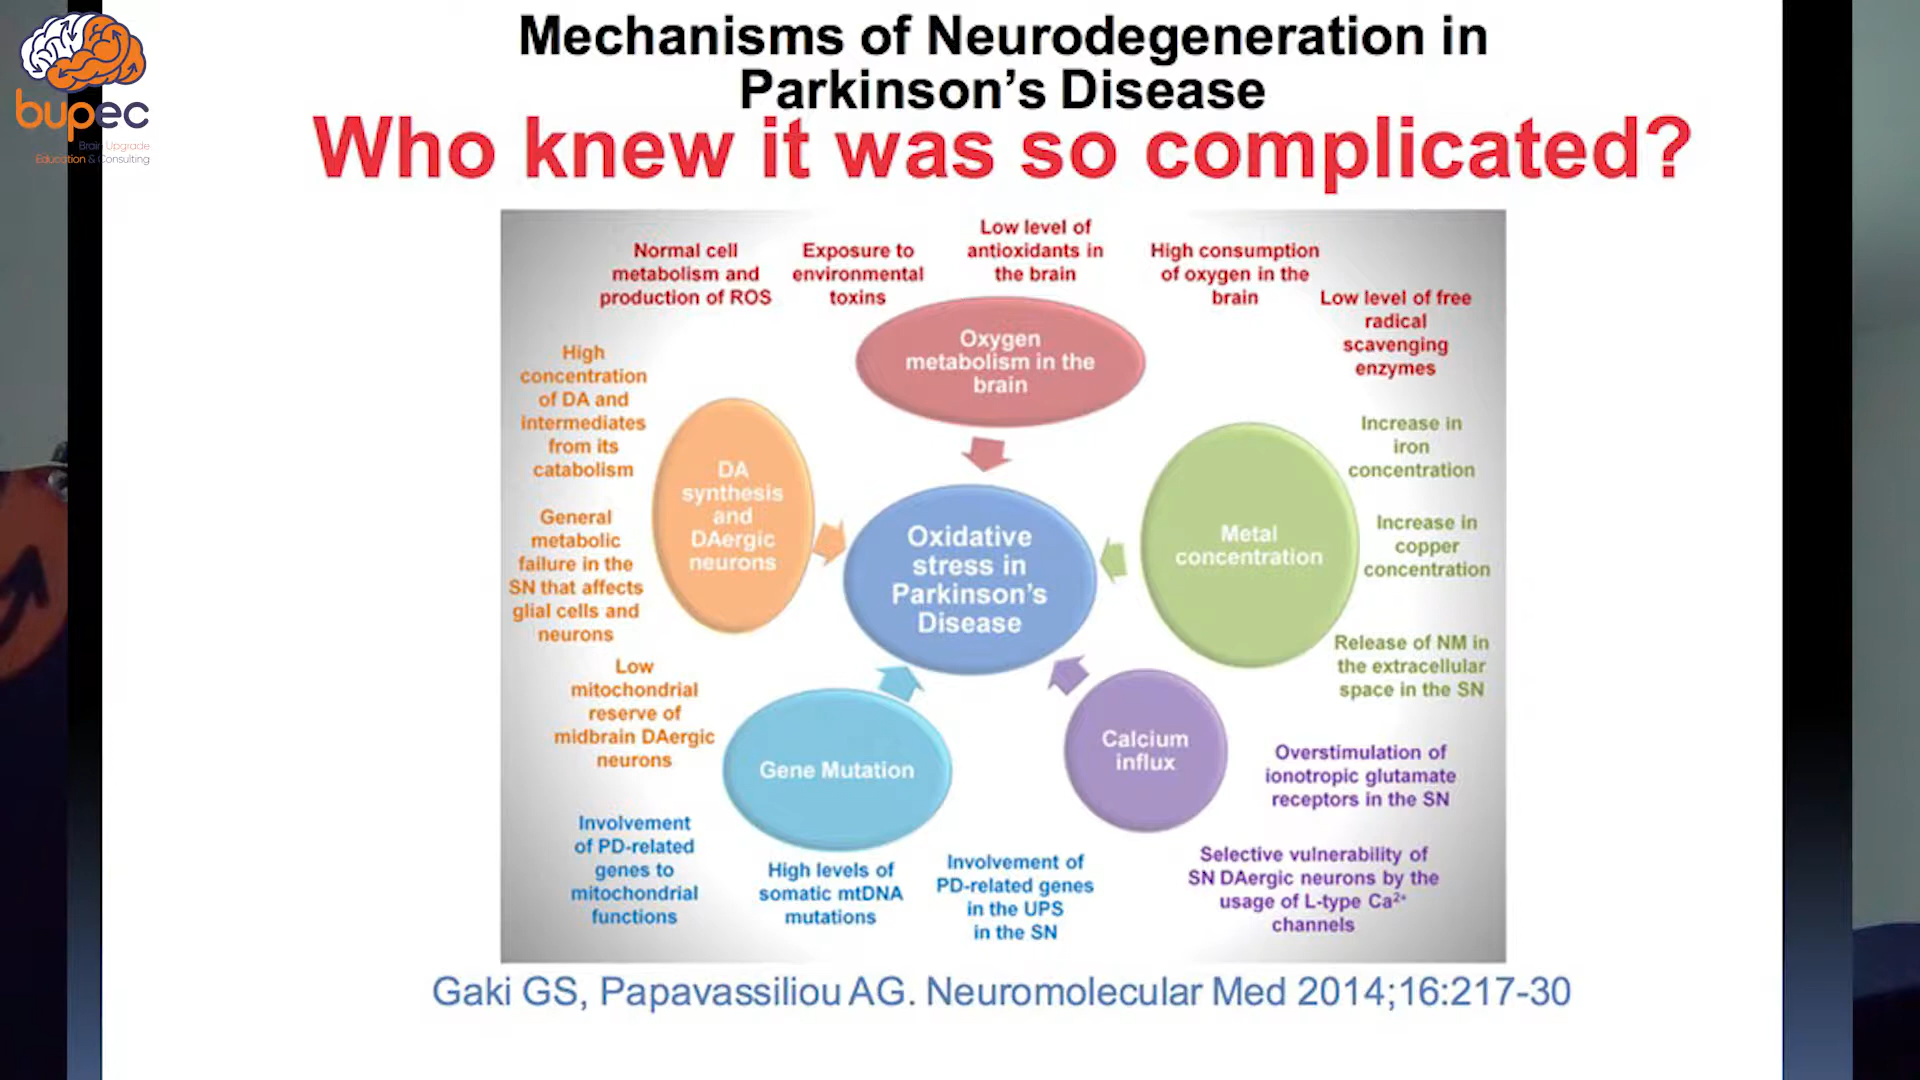 bupec
Brain Upgrade
Education & Consulting
Mechanisms of Neurodegeneration in
Parkinson's Disease
Who knew it was so complicated?
Normal cell
metabolism and
production of ROS
Exposure to
environmental
toxins
Low level of
antioxidants in
the brain
High consumption
of oxygen in the
brain
Low level of free
radical
scavenging
enzymes
Oxygen
metabolism in the
brain
High
concentration
of DA and
intermediates
from its
catabolism
General
metabolic
failure in the
SN that affects
glial cells and
neurons
Low
mitochondrial
reserve of
midbrain DAergic
neurons
DA
synthesis
and
DAergic
neurons
Oxidative
stress in
Parkinson's
Disease
Metal
concentration
Increase in
iron
concentration
Increase in
copper
concentration
Release of NM in
the extracellular
space in the SN
Gene Mutation
Calcium
influx
Overstimulation of
ionotropic glutamate
receptors in the SN
Selective vulnerability of
SN DAergic neurons by the
usage of L-type Ca²⁺
channels
Involvement
of PD-related
genes to
mitochondrial
functions
High levels of
somatic mtDNA
mutations
Involvement of
PD-related genes
in the UPS
in the SN
Gaki GS, Papavassiliou AG. Neuromolecular Med 2014;16:217-30